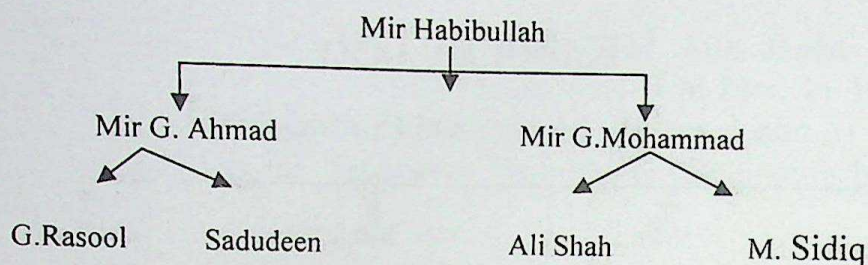 Mir Habibullah
Mir G. Ahmad Mir G.Mohammad
G.Rasool Sadudeen Ali Shah M. Sidiq